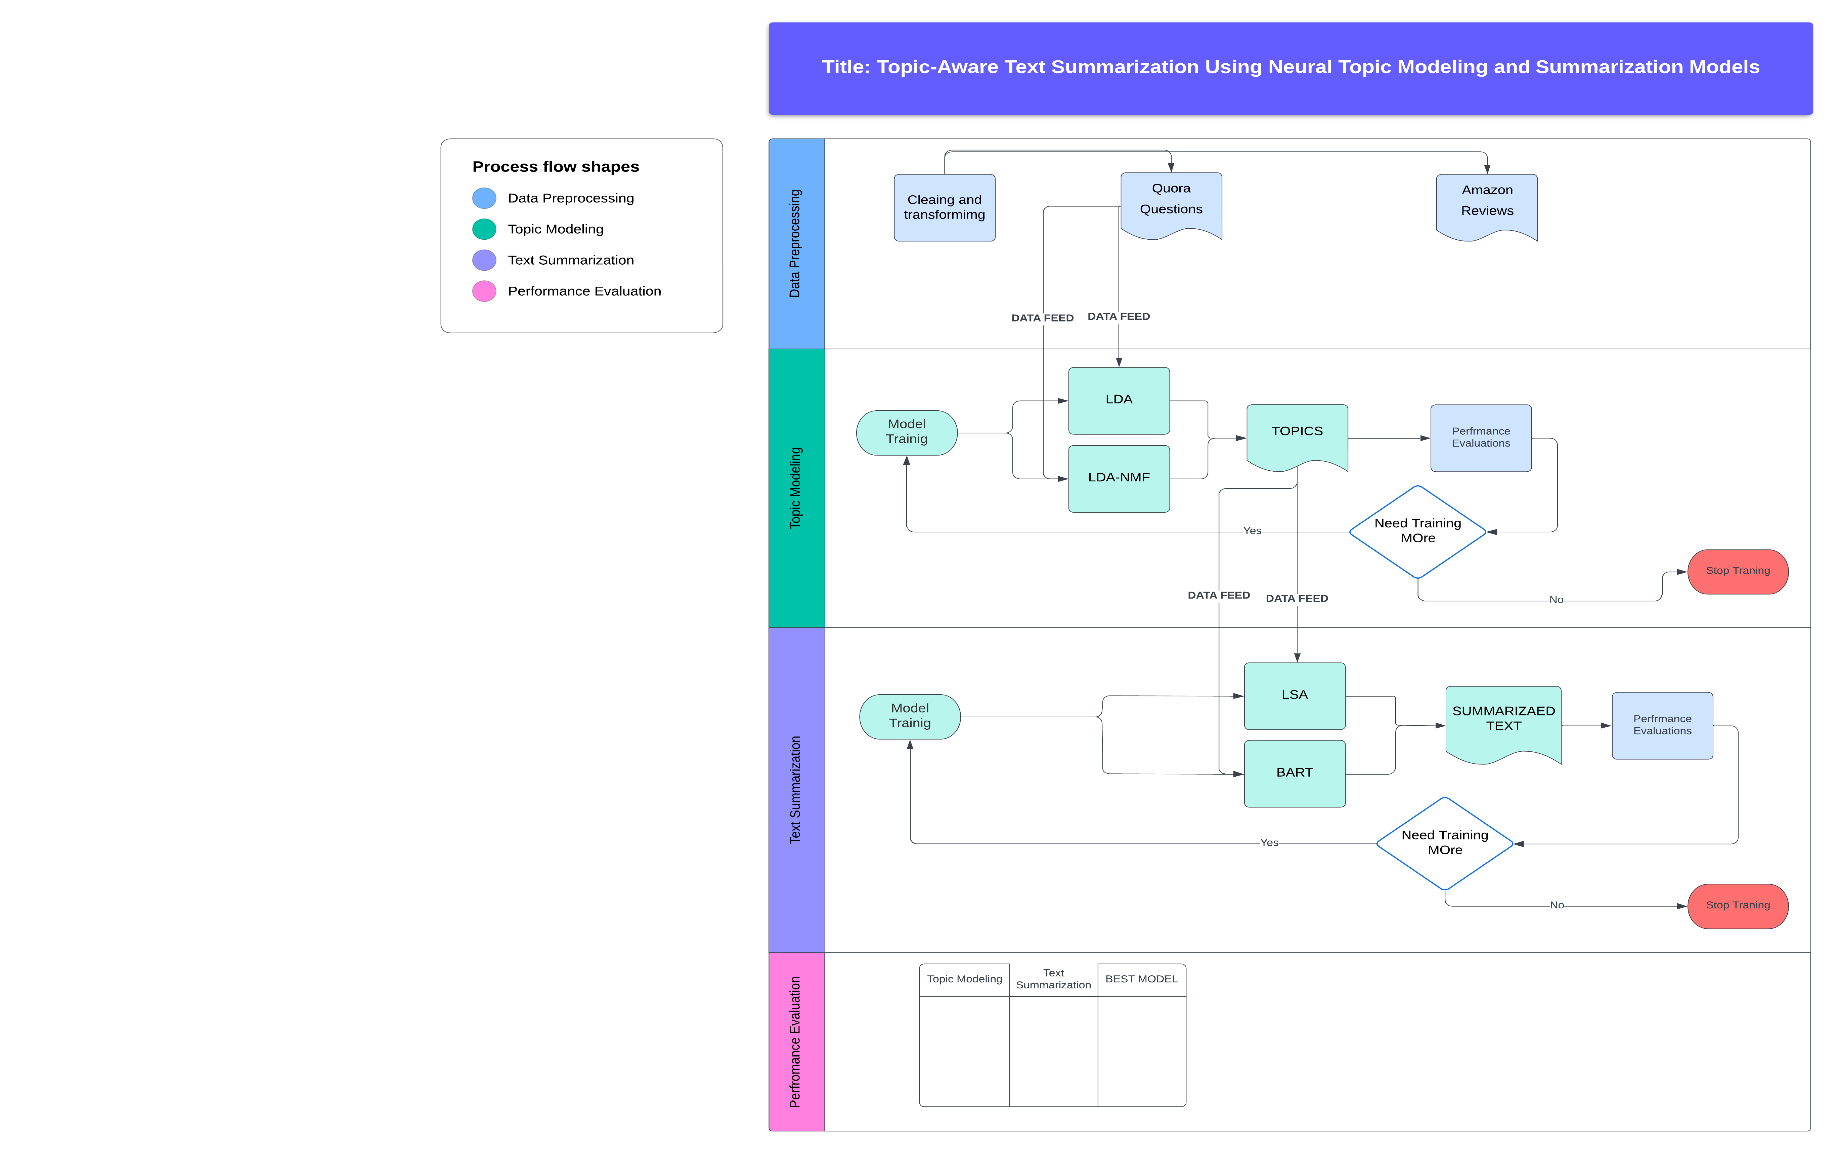 Title: Topic-Aware Text Summarization Using Neural Topic Modeling and Summarization Models
Process flow shapes
Data Preprocessing
Topic Modeling
Text Summarization
Performance Evaluation
Data Preprocessing
Cleaing and
transformimg
Quora
Questions
Amazon
Reviews
DATA FEED
DATA FEED
Topic Modeling
Model
Trainig
LDA
LDA-NMF
TOPICS
Perfrmance
Evaluations
Need Training
MOre
Yes
No
Stop Traning
DATA FEED
DATA FEED
Text Summarization
Model
Trainig
LSA
BART
SUMMARIZAED
TEXT
Perfrmance
Evaluations
Need Training
MOre
Yes
No
Stop Traning
Perfromance Evaluation
Topic Modeling
Text
Summarization
BEST MODEL